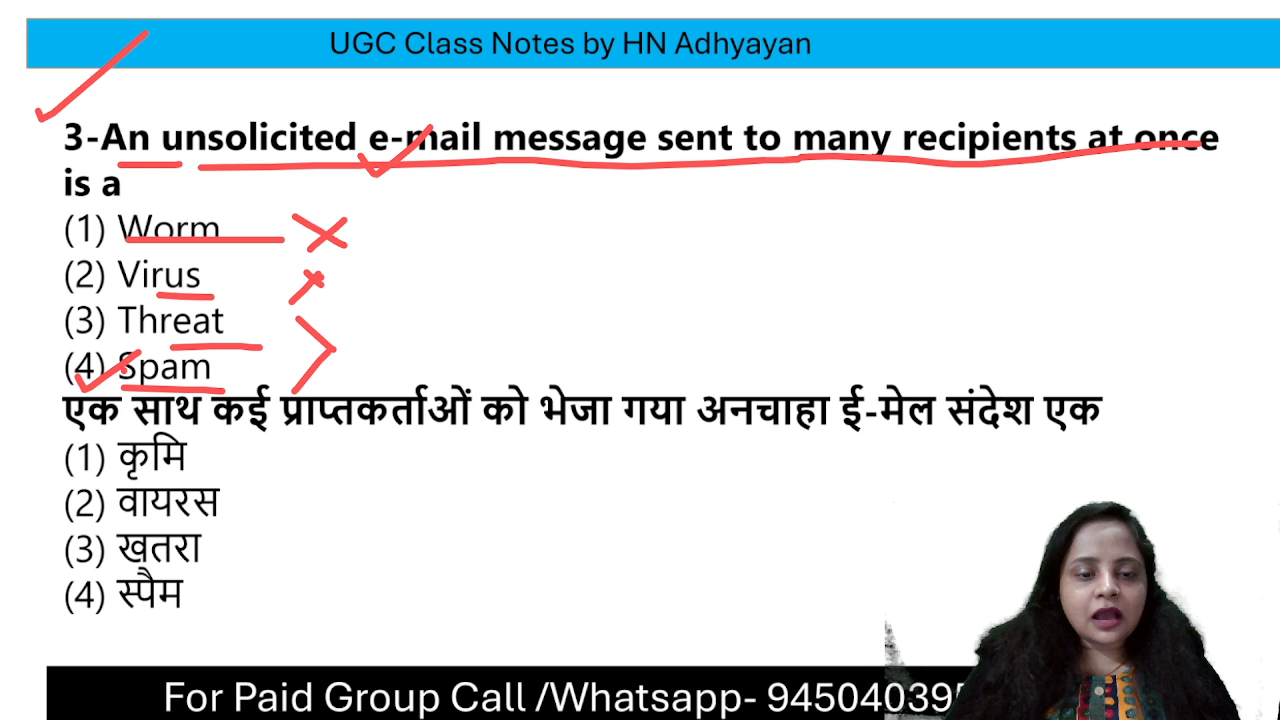 UGC Class Notes by HN Adhyayan
3-An unsolicited e-mail message sent to many recipients at once
is a
(1) Worm
(2) Virus
(3) Threat
(4) Spam
एक साथ कई प्राप्तकर्ताओं को भेजा गया अनचाहा ई-मेल संदेश एक
(1) कृमि
(2) वायरस
(3) खतरा
(4) स्पैम
For Paid Group Call /Whatsapp- 94504039